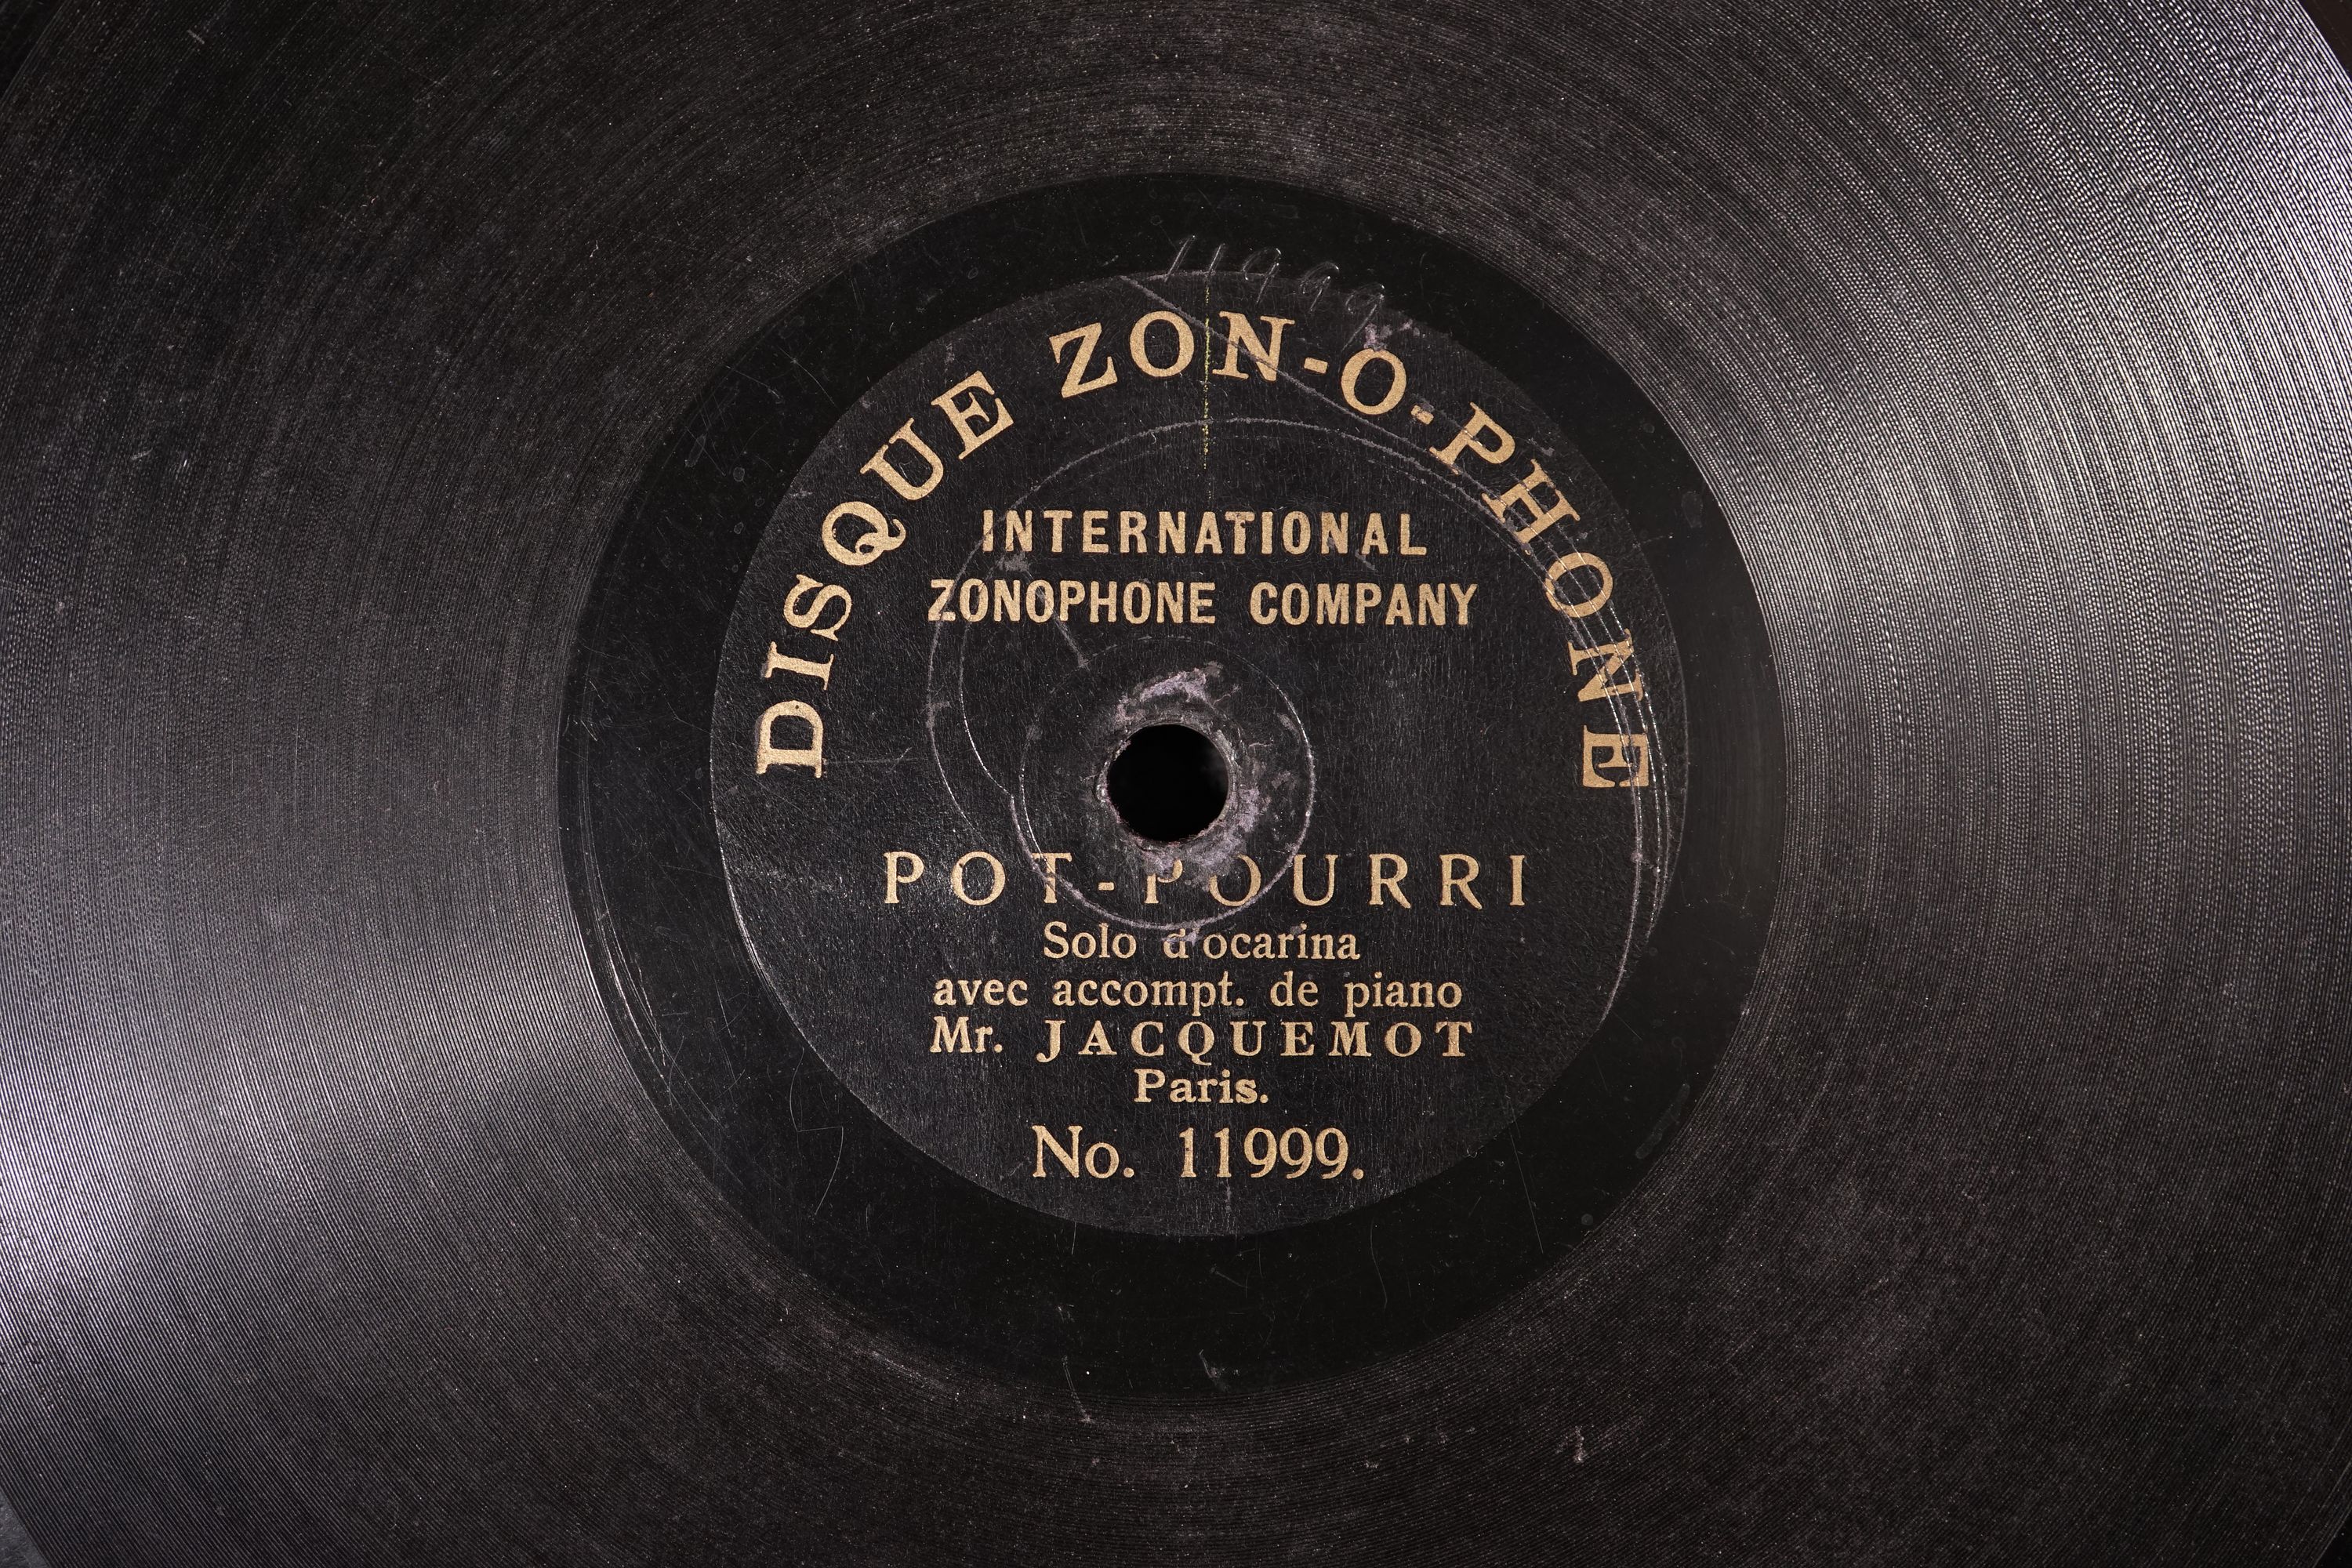 11999
DISQUE ZON-O-PHONE
INTERNATIONAL
ZONOPHONE COMPANY
POT-POURRI
Solo d'ocarina
avec accompt. de piano
Mr. JACQUEMOT
Paris.
No. 11999.